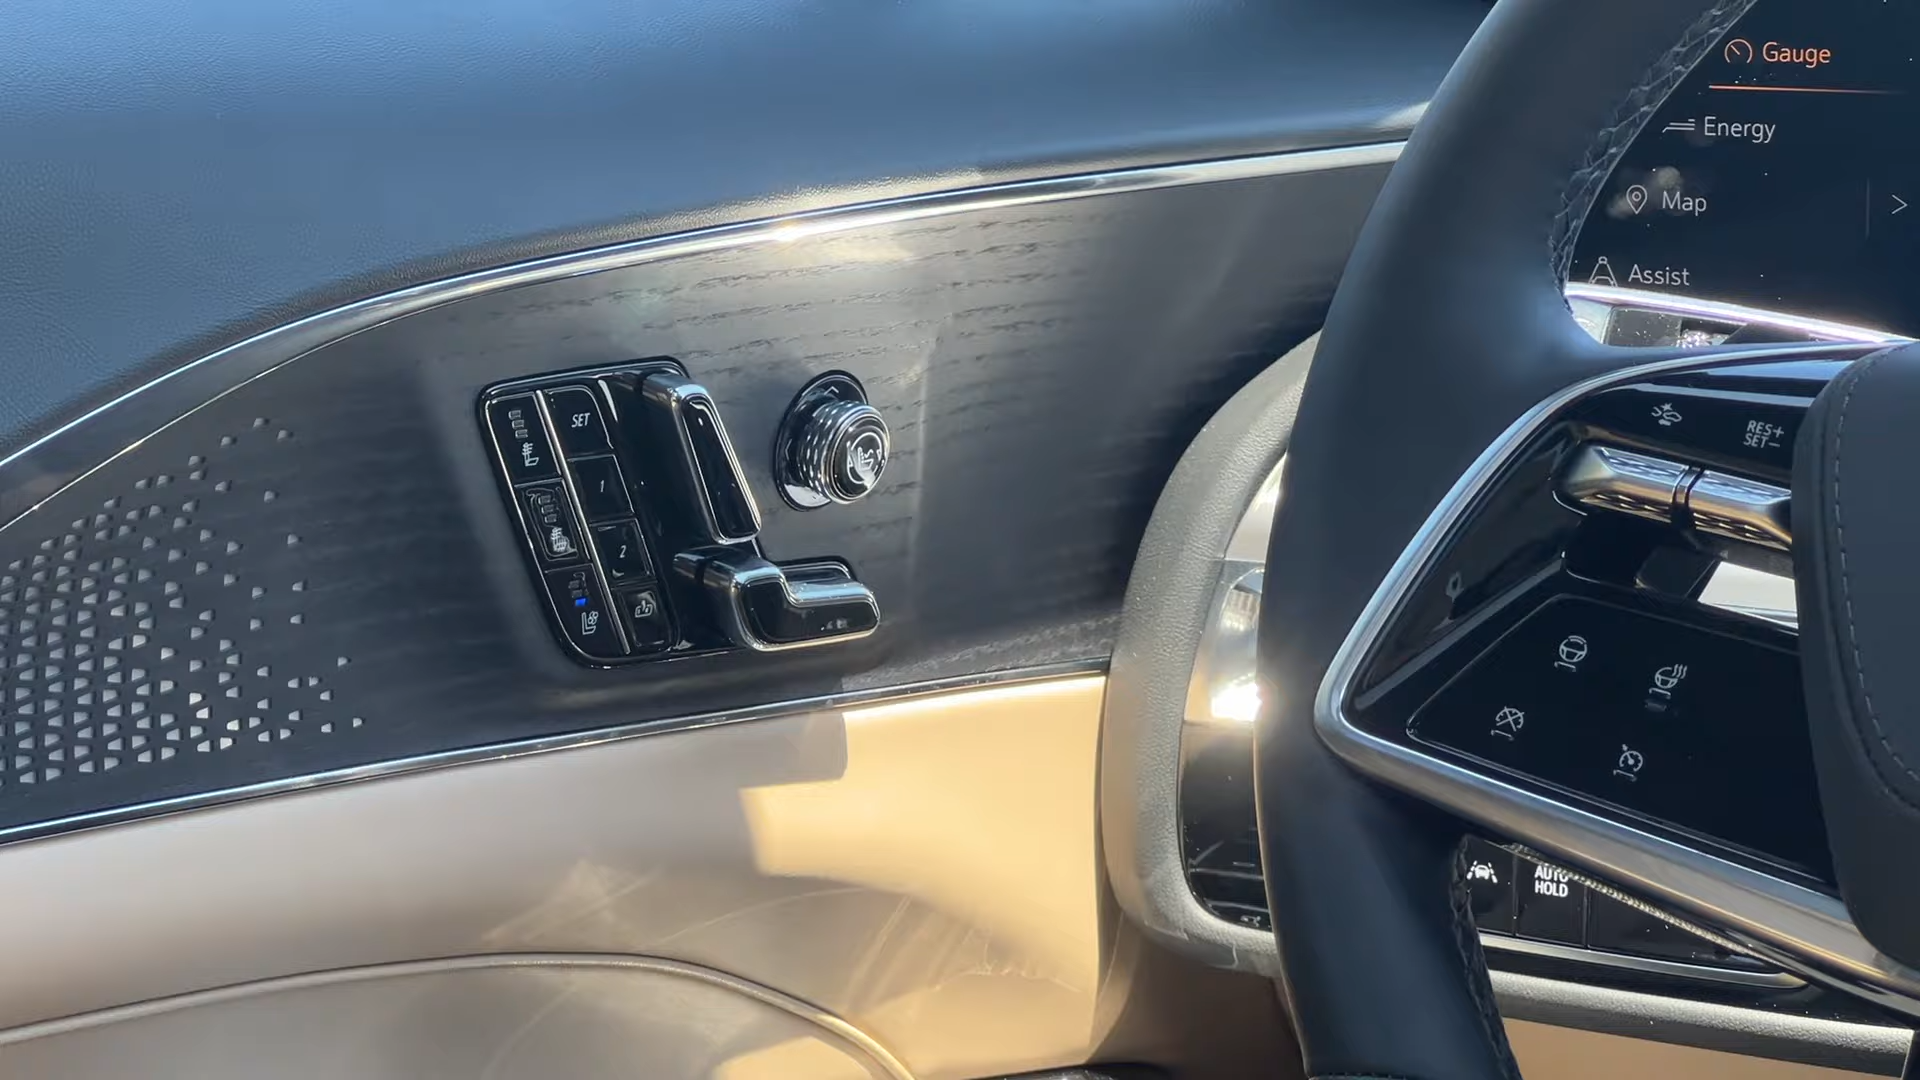 Gauge
Energy
Map
Assist
SET
1
2
RES+
SET-
AUTO
HOLD